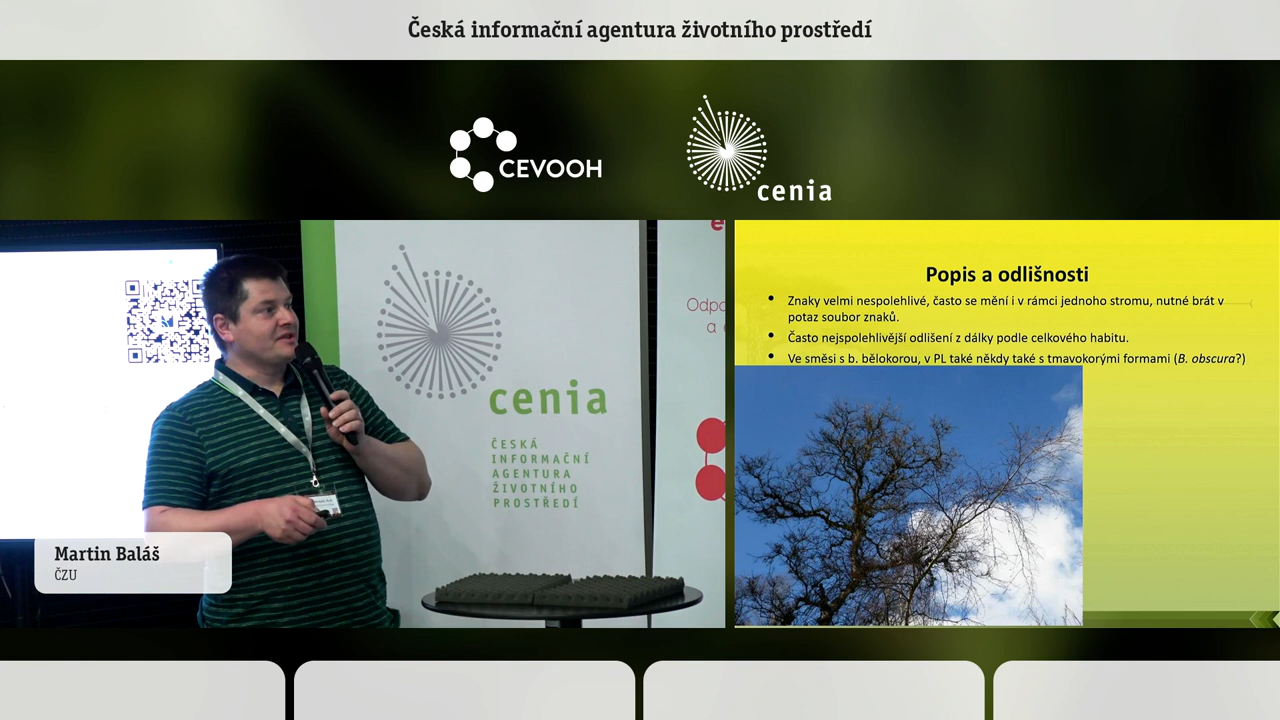 Česká informační agentura životního prostředí
CEVOOH
cenia
e
Odpo
a
cenia
ČESKÁ
INFORMAČNÍ
AGENTURA
ŽIVOTNÍHO
PROSTŘEDÍ
Martin Baláš
ČZU
Popis a odlišnosti
• Znaky velmi nespolehlivé, často se mění i v rámci jednoho stromu, nutné brát v
potaz soubor znaků.
• Často nejspolehlivější odlišení z dálky podle celkového habitu.
• Ve směsi s b. bělokorou, v PL také někdy také s tmavokorými formami (B. obscura?)